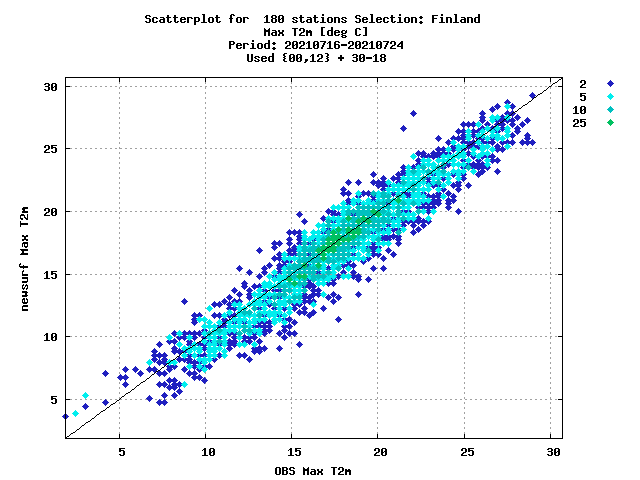 Scatterplot for  180 stations Selection: Finland
Max T2m [deg C]
Period: 20210716-20210724
Used {00,12} + 30-18
2
5
10
25
30
25
20
15
10
5
newsurf Max T2m
5 10 15 20 25 30
OBS Max T2m